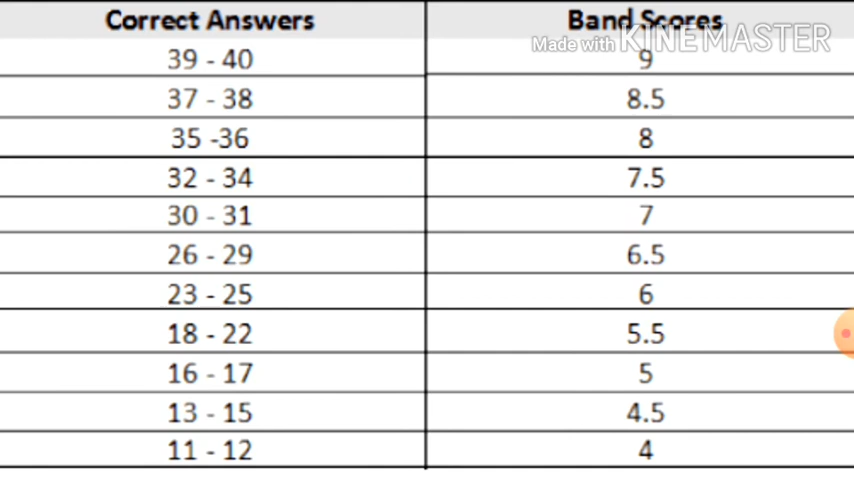 Correct Answers Band Scores
Made with KINEMASTER
39 - 40 9
37 - 38 8.5
35 -36 8
32 - 34 7.5
30 - 31 7
26 - 29 6.5
23 - 25 6
18 - 22 5.5
16 - 17 5
13 - 15 4.5
11 - 12 4